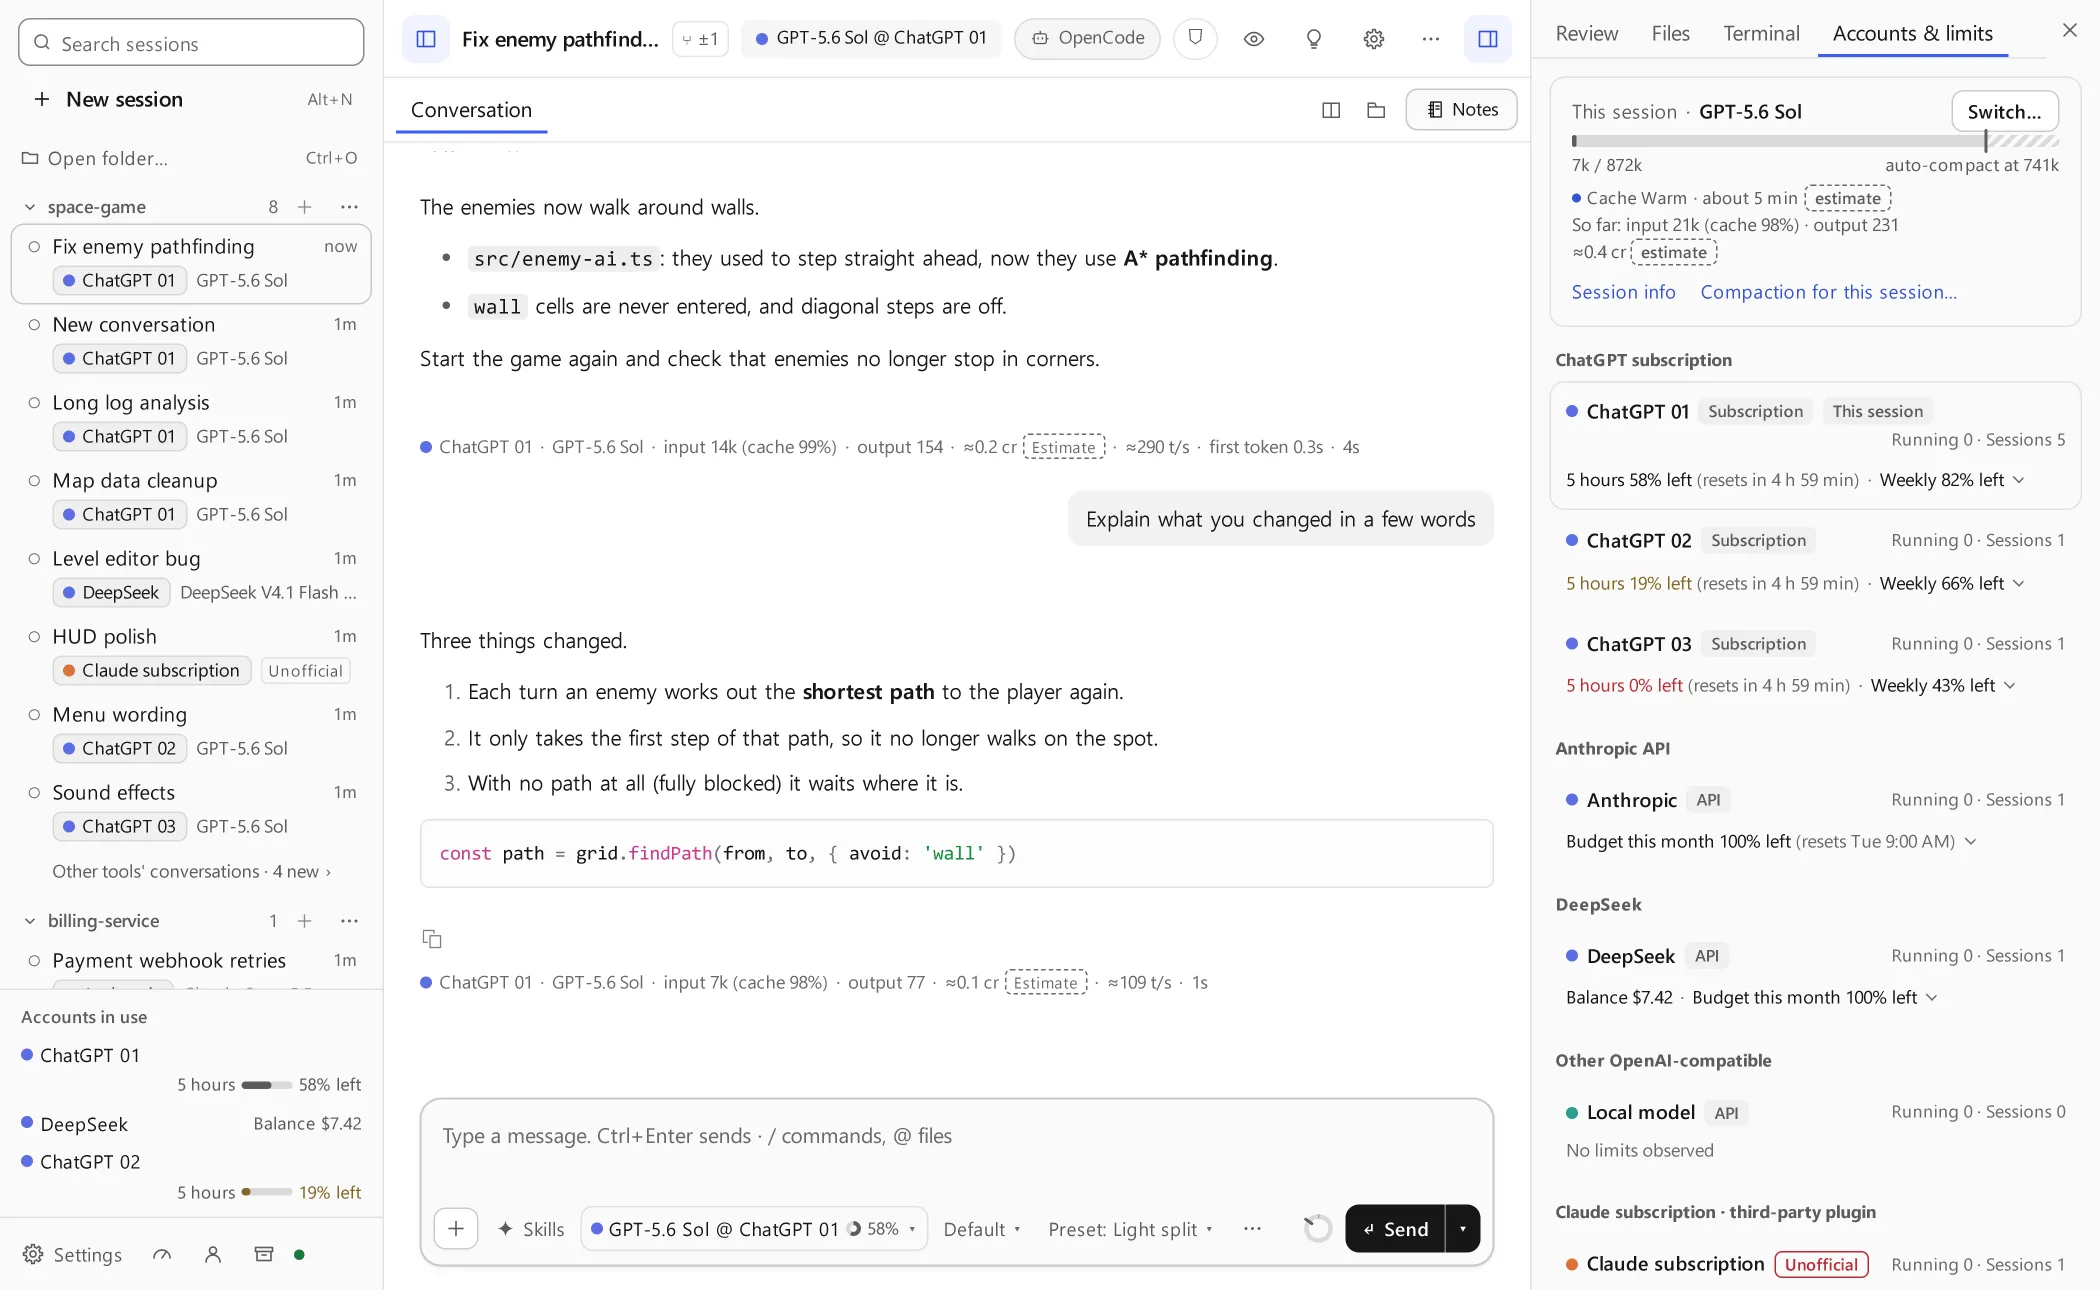 Search sessions
New session Alt+N
Open folder... Ctrl+O
space-game 8
Fix enemy pathfinding now
ChatGPT 01 GPT-5.6 Sol
New conversation 1m
ChatGPT 01 GPT-5.6 Sol
Long log analysis 1m
ChatGPT 01 GPT-5.6 Sol
Map data cleanup 1m
ChatGPT 01 GPT-5.6 Sol
Level editor bug 1m
DeepSeek DeepSeek V4.1 Flash ...
HUD polish 1m
Claude subscription Unofficial
Menu wording 1m
ChatGPT 02 GPT-5.6 Sol
Sound effects 1m
ChatGPT 03 GPT-5.6 Sol
Other tools' conversations · 4 new ›
billing-service 1
Payment webhook retries 1m
Accounts in use
ChatGPT 01
5 hours 58% left
DeepSeek Balance $7.42
ChatGPT 02
5 hours 19% left
Settings
Fix enemy pathfind... ±1 GPT-5.6 Sol @ ChatGPT 01 OpenCode
Conversation Notes
The enemies now walk around walls.
• src/enemy-ai.ts: they used to step straight ahead, now they use A* pathfinding.
• wall cells are never entered, and diagonal steps are off.
Start the game again and check that enemies no longer stop in corners.
ChatGPT 01 · GPT-5.6 Sol · input 14k (cache 99%) · output 154 · ≈0.2 cr Estimate · ≈290 t/s · first token 0.3s · 4s
Explain what you changed in a few words
Three things changed.
1. Each turn an enemy works out the shortest path to the player again.
2. It only takes the first step of that path, so it no longer walks on the spot.
3. With no path at all (fully blocked) it waits where it is.
const path = grid.findPath(from, to, { avoid: 'wall' })
ChatGPT 01 · GPT-5.6 Sol · input 7k (cache 98%) · output 77 · ≈0.1 cr Estimate · ≈109 t/s · 1s
Type a message. Ctrl+Enter sends · / commands, @ files
Skills GPT-5.6 Sol @ ChatGPT 01 58% Default Preset: Light split ··· Send
Review Files Terminal Accounts & limits
This session · GPT-5.6 Sol Switch...
7k / 872k auto-compact at 741k
Cache Warm · about 5 min estimate
So far: input 21k (cache 98%) · output 231
≈0.4 cr estimate
Session info Compaction for this session...
ChatGPT subscription
ChatGPT 01 Subscription This session
Running 0 · Sessions 5
5 hours 58% left (resets in 4 h 59 min) · Weekly 82% left
ChatGPT 02 Subscription Running 0 · Sessions 1
5 hours 19% left (resets in 4 h 59 min) · Weekly 66% left
ChatGPT 03 Subscription Running 0 · Sessions 1
5 hours 0% left (resets in 4 h 59 min) · Weekly 43% left
Anthropic API
Anthropic API Running 0 · Sessions 1
Budget this month 100% left (resets Tue 9:00 AM)
DeepSeek
DeepSeek API Running 0 · Sessions 1
Balance $7.42 · Budget this month 100% left
Other OpenAI-compatible
Local model API Running 0 · Sessions 0
No limits observed
Claude subscription · third-party plugin
Claude subscription Unofficial Running 0 · Sessions 1